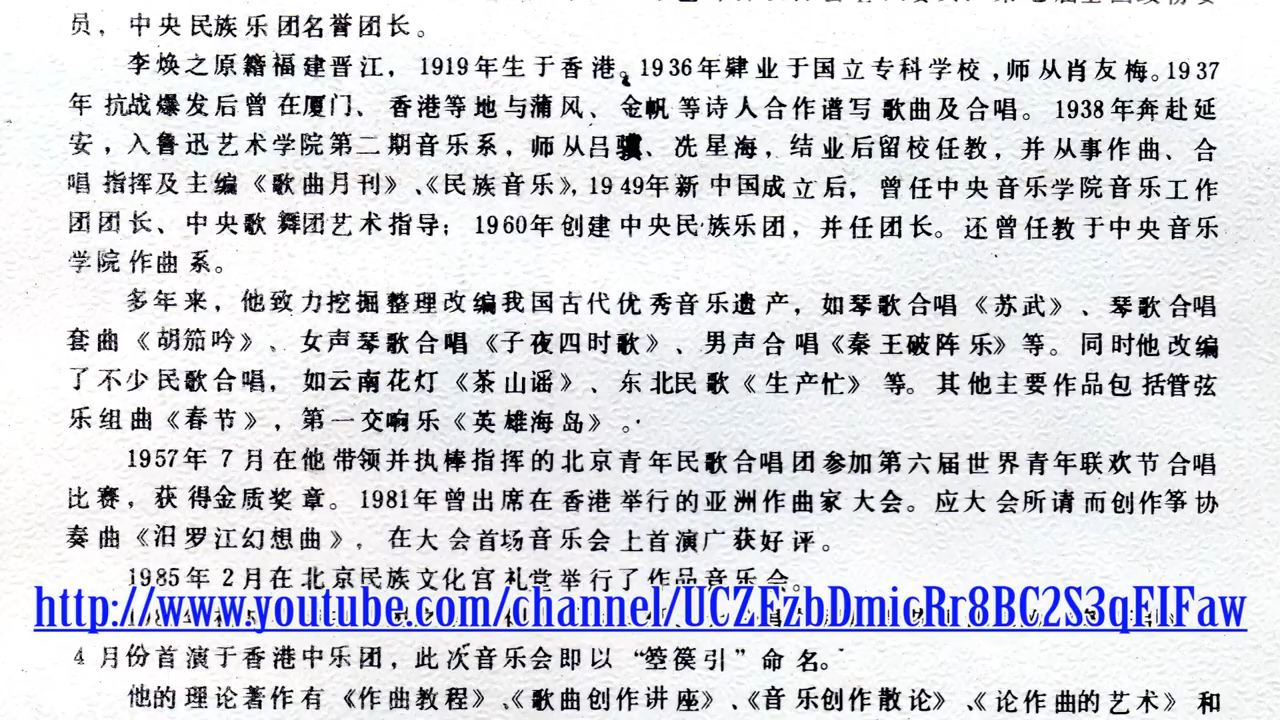 员，中央民族乐团名誉团长。
李焕之原籍福建晋江，1919年生于香港。1936年肄业于国立专科学校，师从肖友梅。1937
年抗战爆发后曾在厦门、香港等地与蒲风、金帆等诗人合作谱写歌曲及合唱。1938年奔赴延
安，入鲁迅艺术学院第二期音乐系，师从吕骥、冼星海，结业后留校任教，并从事作曲、合
唱指挥及主编《歌曲月刊》、《民族音乐》，1949年新中国成立后，曾任中央音乐学院音乐工作
团团长、中央歌舞团艺术指导；1960年创建中央民族乐团，并任团长。还曾任教于中央音乐
学院作曲系。
多年来，他致力挖掘整理改编我国古代优秀音乐遗产，如琴歌合唱《苏武》、琴歌合唱
套曲《胡笳吟》、女声琴歌合唱《子夜四时歌》、男声合唱《秦王破阵乐》等。同时他改编
了不少民歌合唱，如云南花灯《茶山谣》、东北民歌《生产忙》等。其他主要作品包括管弦
乐组曲《春节》，第一交响乐《英雄海岛》。
1957年7月在他带领并执棒指挥的北京青年民歌合唱团参加第六届世界青年联欢节合唱
比赛，获得金质奖章。1981年曾出席在香港举行的亚洲作曲家大会。应大会所请而创作筝协
奏曲《汨罗江幻想曲》，在大会首场音乐会上首演广获好评。
1985年2月在北京民族文化宫礼堂举行了作品音乐会。
http://www.youtube.com/channel/UCZFzbDmicRr8BC2S3qFIFaw
4月份首演于香港中乐团，此次音乐会即以“箜篌引”命名。
他的理论著作有《作曲教程》、《歌曲创作讲座》、《音乐创作散论》、《论作曲的艺术》和